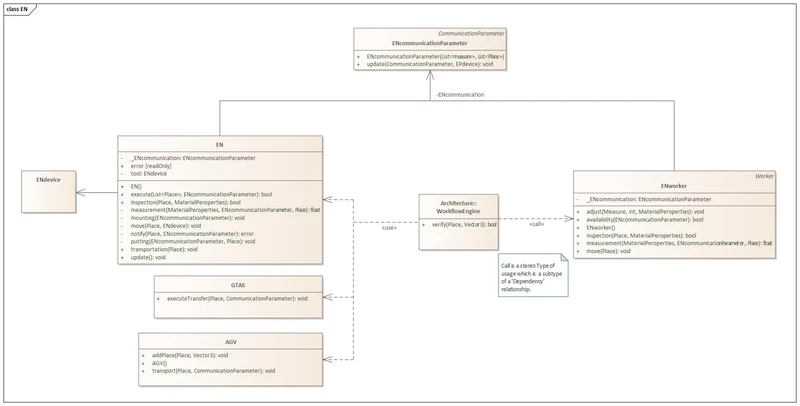 class EN
CommunicationParameter
ENcommunicationParameter
+ ENcommunicationParameter(List<measure>, List<Place>)
+ update(CommunicationParameter, EPdevice): void
-ENcommunication
EN
- _ENcommunication: ENcommunicationParameter
+ error {readOnly}
- tool: ENdevice
+ EN()
+ execute(List<Place>, ENcommunicationParameter): bool
+ inspection(Place, MaterialPeroperties): bool
- measurement(MaterialPeroperties, ENcommunicationParameter, Place): float
- mounting(ENcommunicationParameter): void
- move(Place, ENdevice): void
- notify(Place, ENcommunicationParameter): error
- putting(ENcommunicationParameter, Place): void
+ transportation(Place): void
+ update(): void
ENdevice
Architecture::
WorkflowEngine
+ verify(Place, Vector3): bool
«use»
«call»
Worker
ENworker
- _ENcommunication: ENcommunicationParameter
+ adjust(Measure, int, MateriaPeroperties): void
+ availability(ENcommunicationParameter): bool
+ ENworker()
+ inspection(Place, MaterialPeroperties): bool
+ measurement(MaterialPeroperties, ENcommunicationParameter, Place): float
+ move(Place): void
Call is a stereo Type of
usage which is a subtype
of a 'Dependency'
relationship.
GTAS
+ executeTransfer(Place, CommunicationParameter): void
AGV
+ addPlace(Place, Vector3): void
+ AGV()
+ transport(Place, CommunicationParameter): void